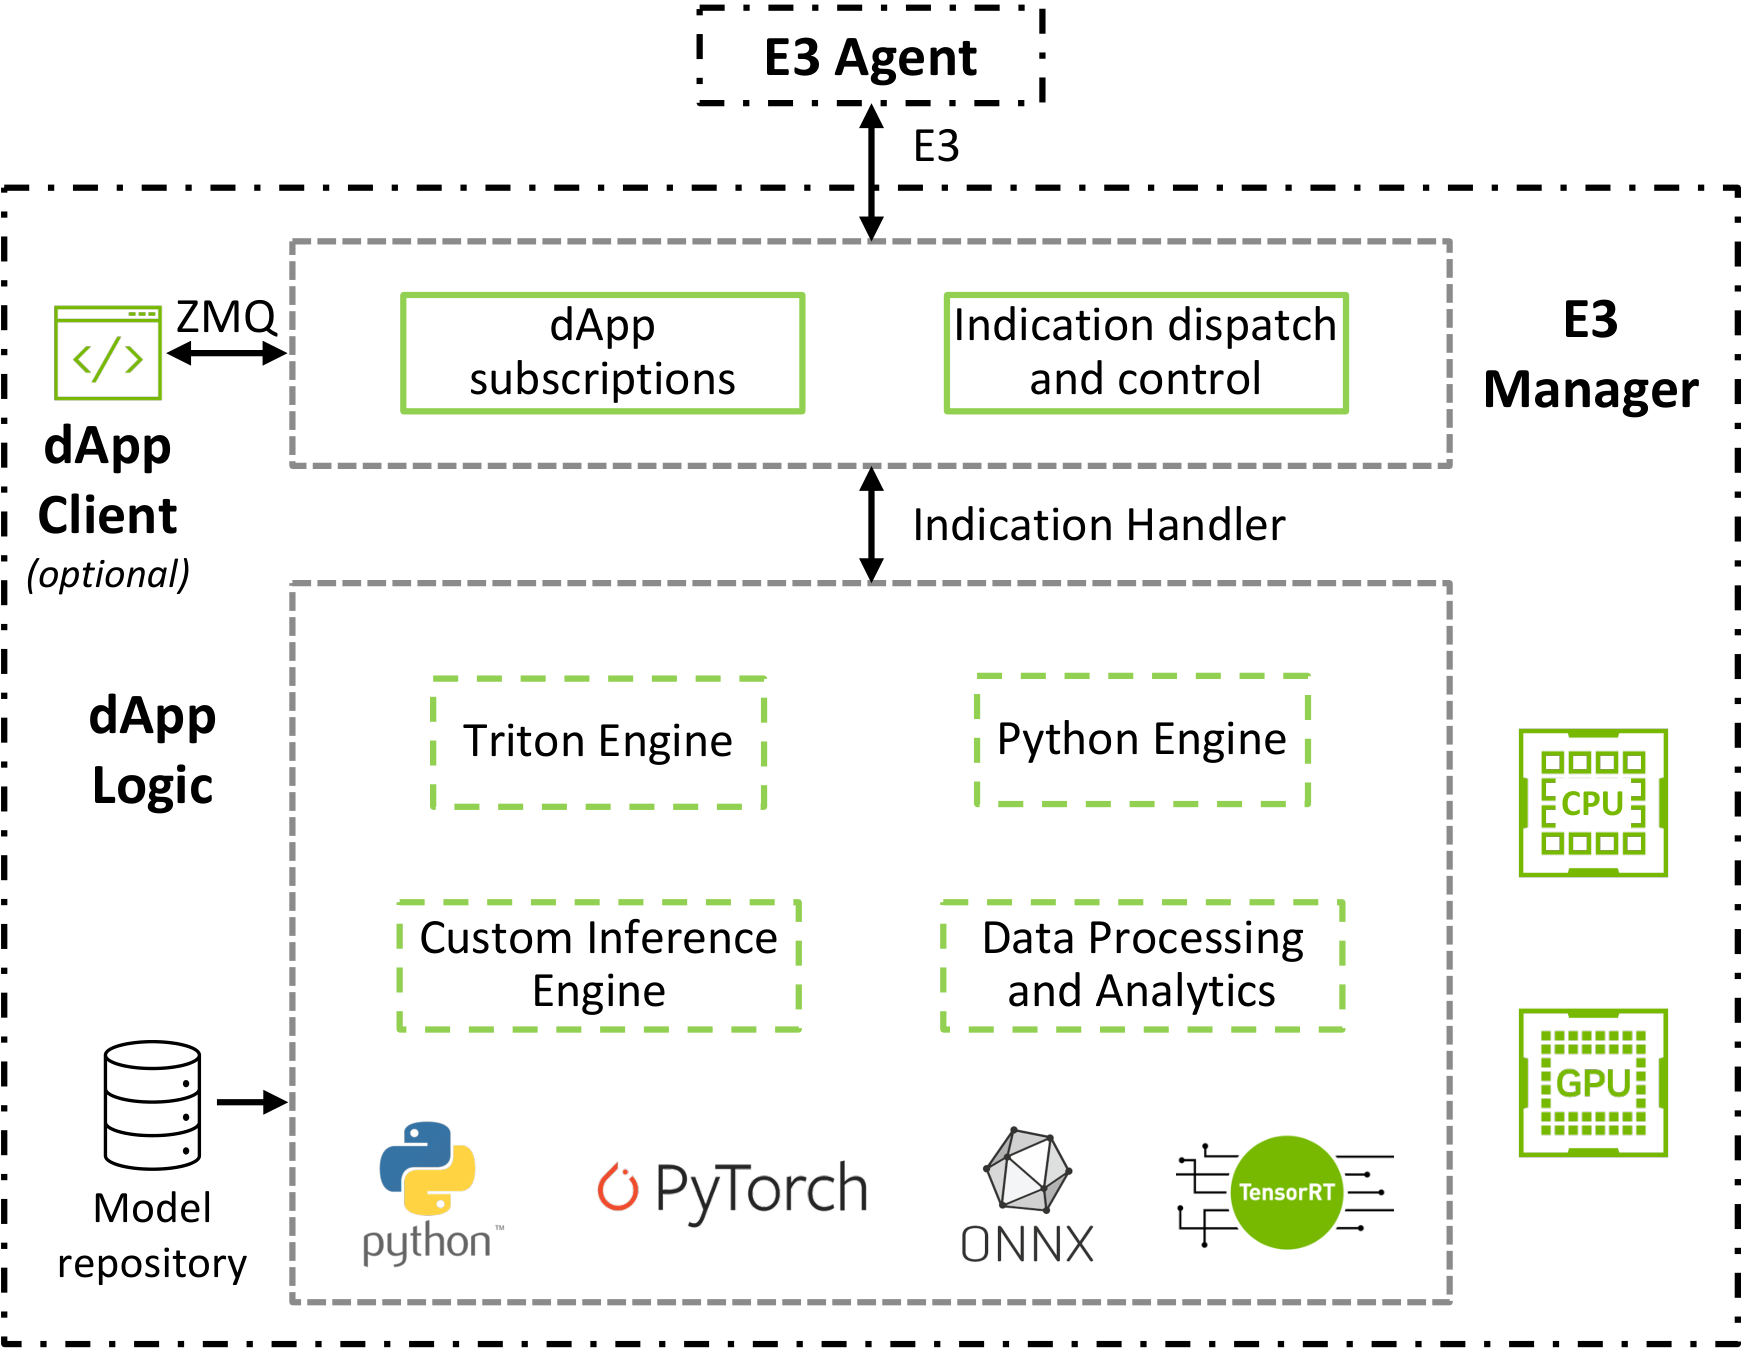 E3 Agent
E3
ZMQ
dApp
subscriptions
Indication dispatch
and control
E3
Manager
</>
dApp
Client
(optional)
Indication Handler
dApp
Logic
Triton Engine
Python Engine
CPU
Custom Inference
Engine
Data Processing
and Analytics
GPU
Model
repository
python™
PyTorch
ONNX
TensorRT